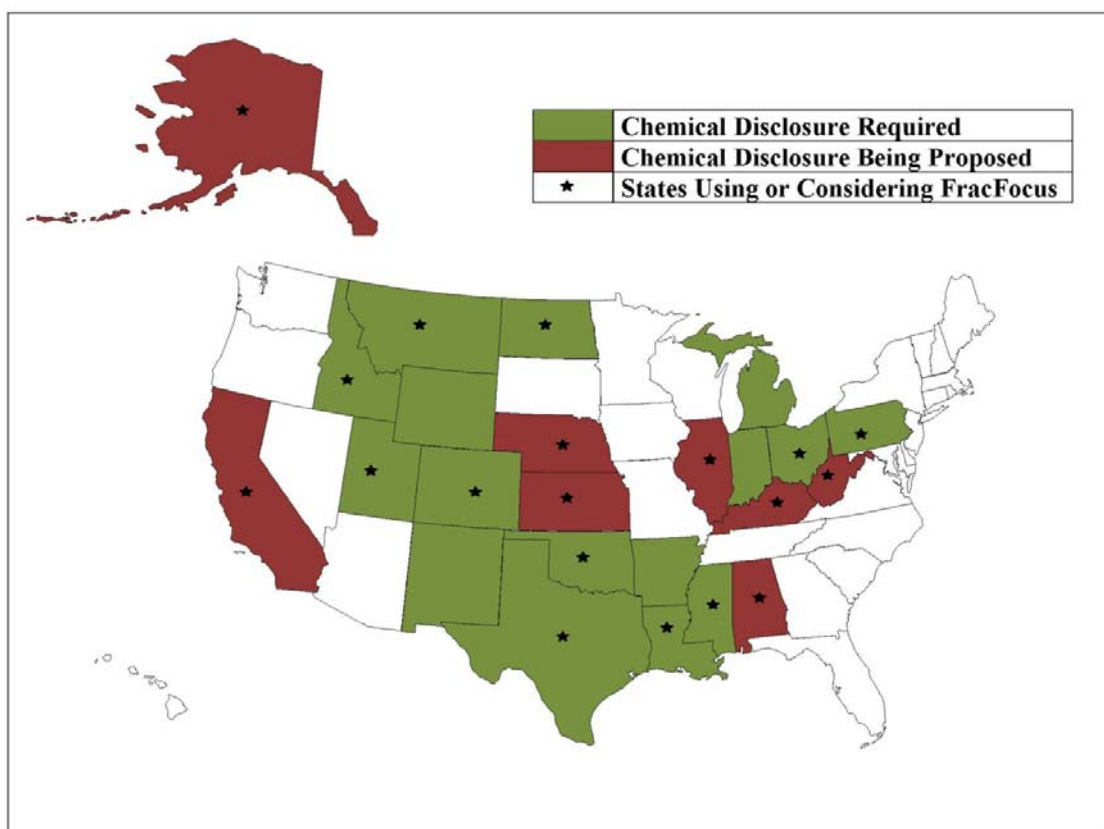 Chemical Disclosure Required
Chemical Disclosure Being Proposed
States Using or Considering FracFocus